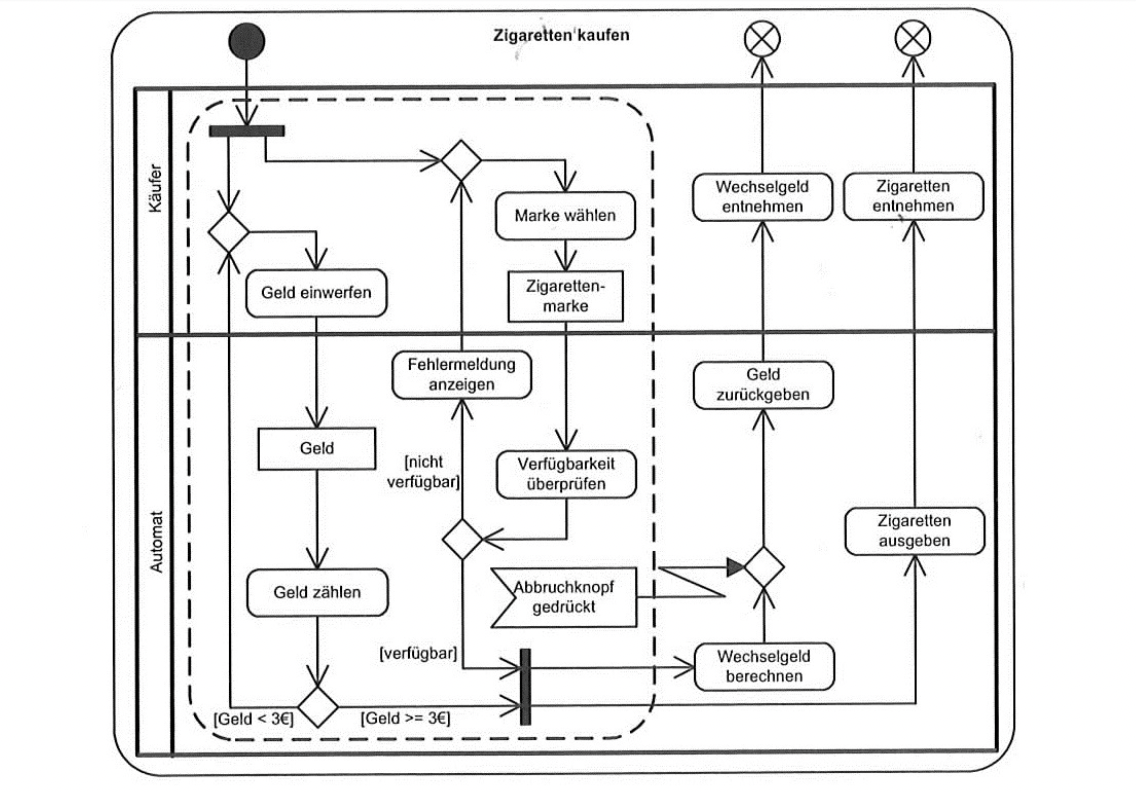 Zigaretten kaufen
Käufer
Marke wählen
Wechselgeld
entnehmen
Zigaretten
entnehmen
Geld einwerfen
Zigaretten-
marke
Automat
Fehlermeldung
anzeigen
Geld
zurückgeben
Geld
[nicht
verfügbar]
Verfügbarkeit
überprüfen
Zigaretten
ausgeben
Geld zählen
Abbruchknopf
gedrückt
[verfügbar]
Wechselgeld
berechnen
[Geld < 3€]
[Geld >= 3€]